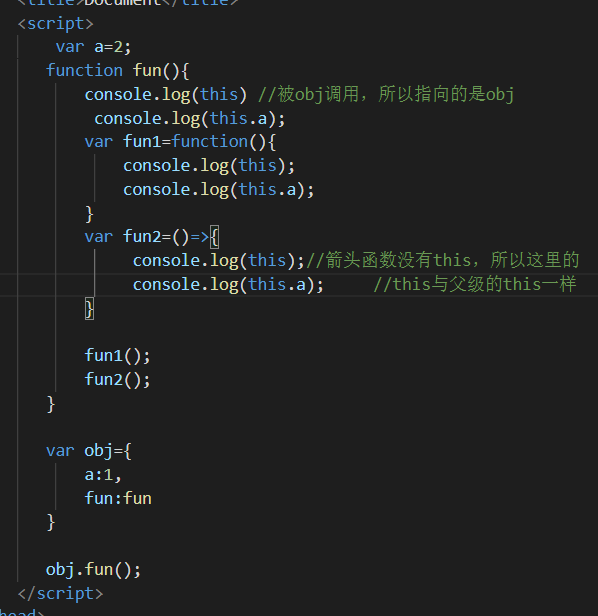 <title>Document</title>
<script>
var a=2;
function fun(){
console.log(this) //被obj调用，所以指向的是obj
console.log(this.a);
var fun1=function(){
console.log(this);
console.log(this.a);
}
var fun2=()=>{
console.log(this);//箭头函数没有this，所以这里的
console.log(this.a); //this与父级的this一样
}
fun1();
fun2();
}
var obj={
a:1,
fun:fun
}
obj.fun();
</script>
head>